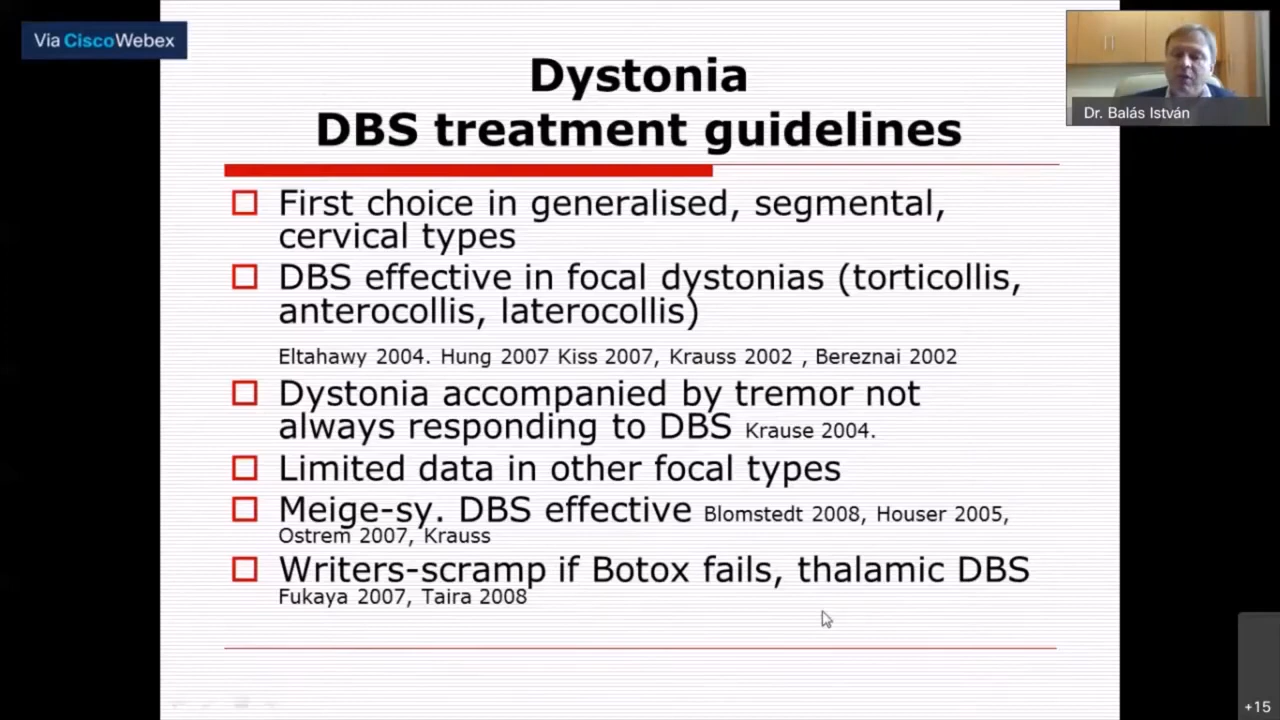 Via CiscoWebex
Dystonia
DBS treatment guidelines
Dr. Balás István
First choice in generalised, segmental,
cervical types
DBS effective in focal dystonias (torticollis,
anterocollis, laterocollis)
Eltahawy 2004. Hung 2007 Kiss 2007, Krauss 2002 , Bereznai 2002
Dystonia accompanied by tremor not
always responding to DBS Krause 2004.
Limited data in other focal types
Meige-sy. DBS effective Blomstedt 2008, Houser 2005,
Ostrem 2007, Krauss
Writers-scramp if Botox fails, thalamic DBS
Fukaya 2007, Taira 2008
+15